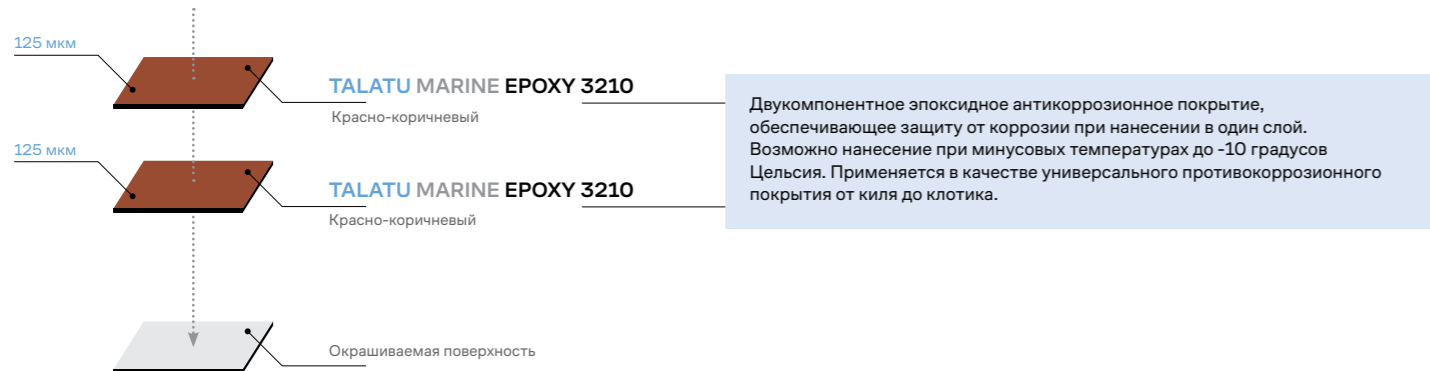 125 мкм
TALATU MARINE EPOXY 3210
Красно-коричневый
Двукомпонентное эпоксидное антикоррозионное покрытие,
обеспечивающее защиту от коррозии при нанесении в один слой.
Возможно нанесение при минусовых температурах до -10 градусов
Цельсия. Применяется в качестве универсального противокоррозионного
покрытия от киля до клотика.
125 мкм
TALATU MARINE EPOXY 3210
Красно-коричневый
Окрашиваемая поверхность